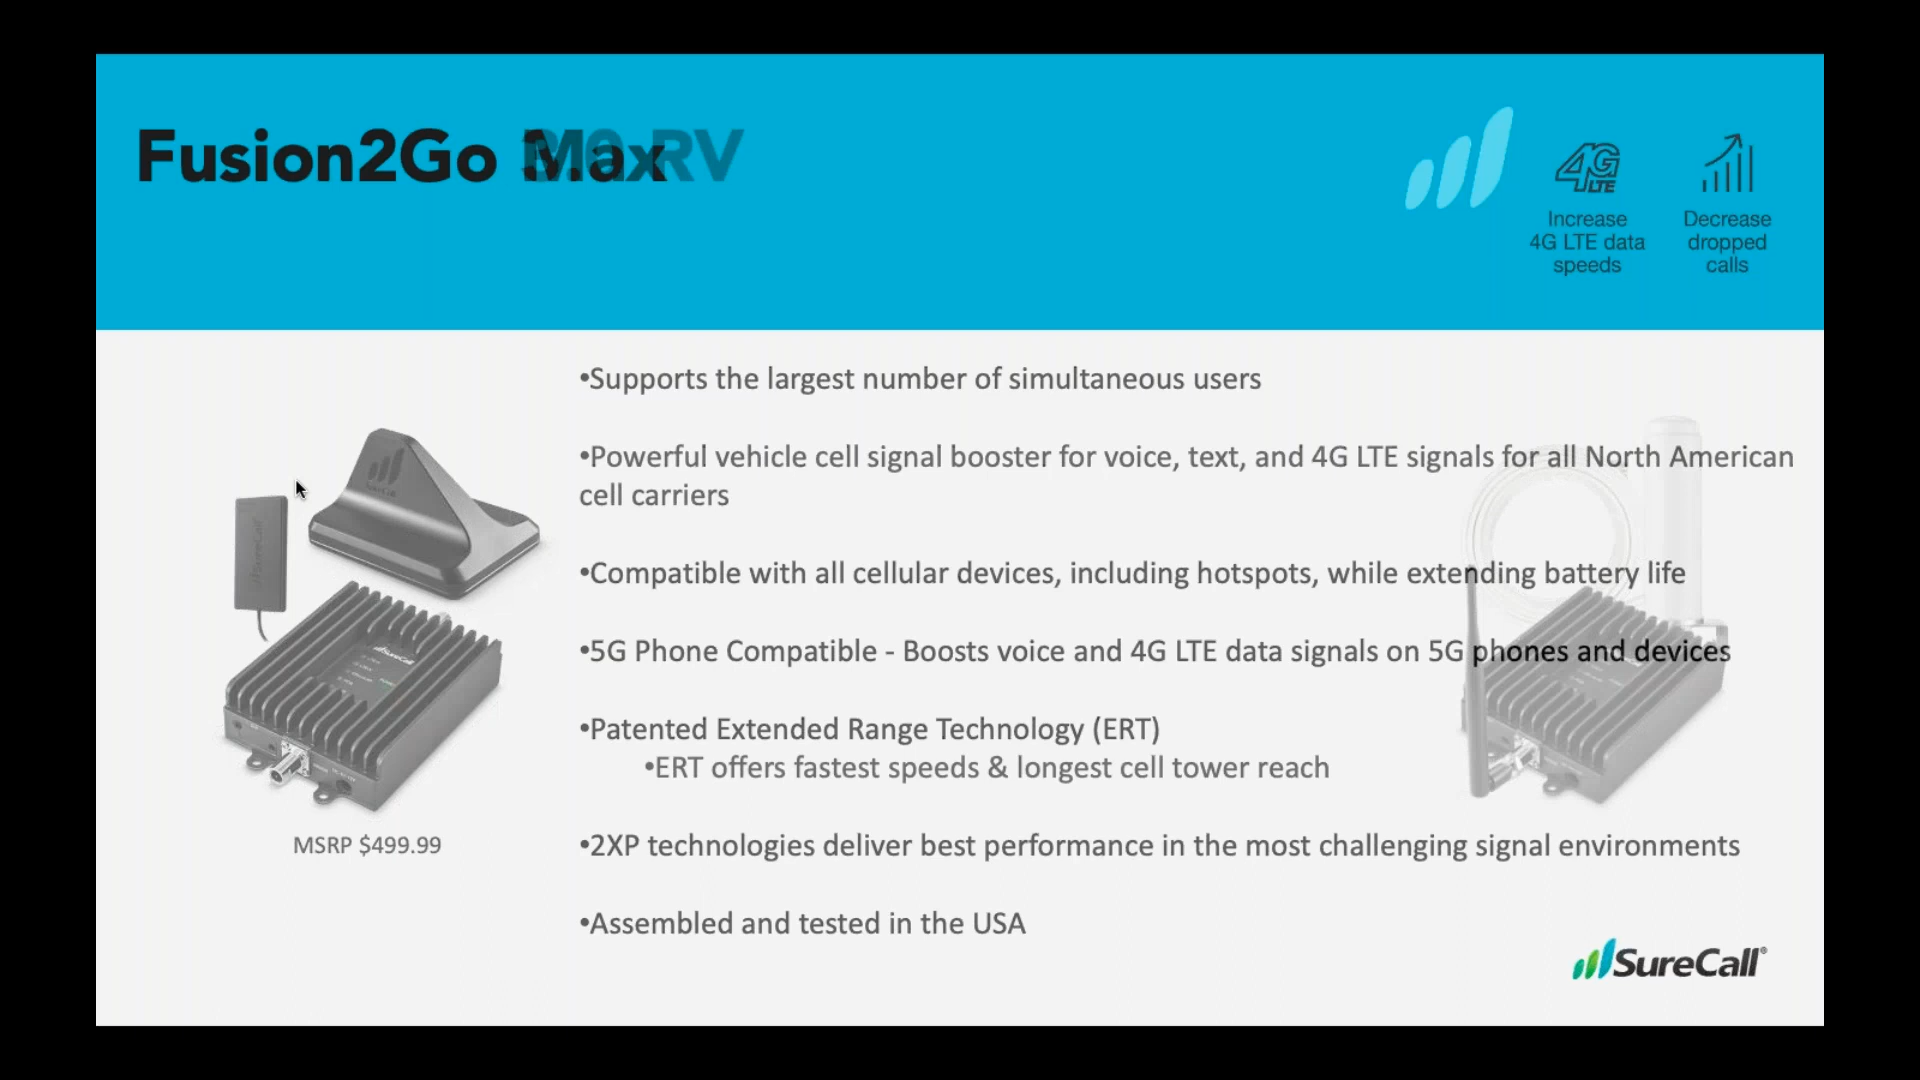 Fusion2Go Max RV
4G
LTE
Increase
4G LTE data
speeds
Decrease
dropped
calls
•Supports the largest number of simultaneous users
•Powerful vehicle cell signal booster for voice, text, and 4G LTE signals for all North American
cell carriers
•Compatible with all cellular devices, including hotspots, while extending battery life
•5G Phone Compatible - Boosts voice and 4G LTE data signals on 5G phones and devices
•Patented Extended Range Technology (ERT)
•ERT offers fastest speeds & longest cell tower reach
•2XP technologies deliver best performance in the most challenging signal environments
•Assembled and tested in the USA
SureCall
SureCall
MSRP $499.99
SureCall®